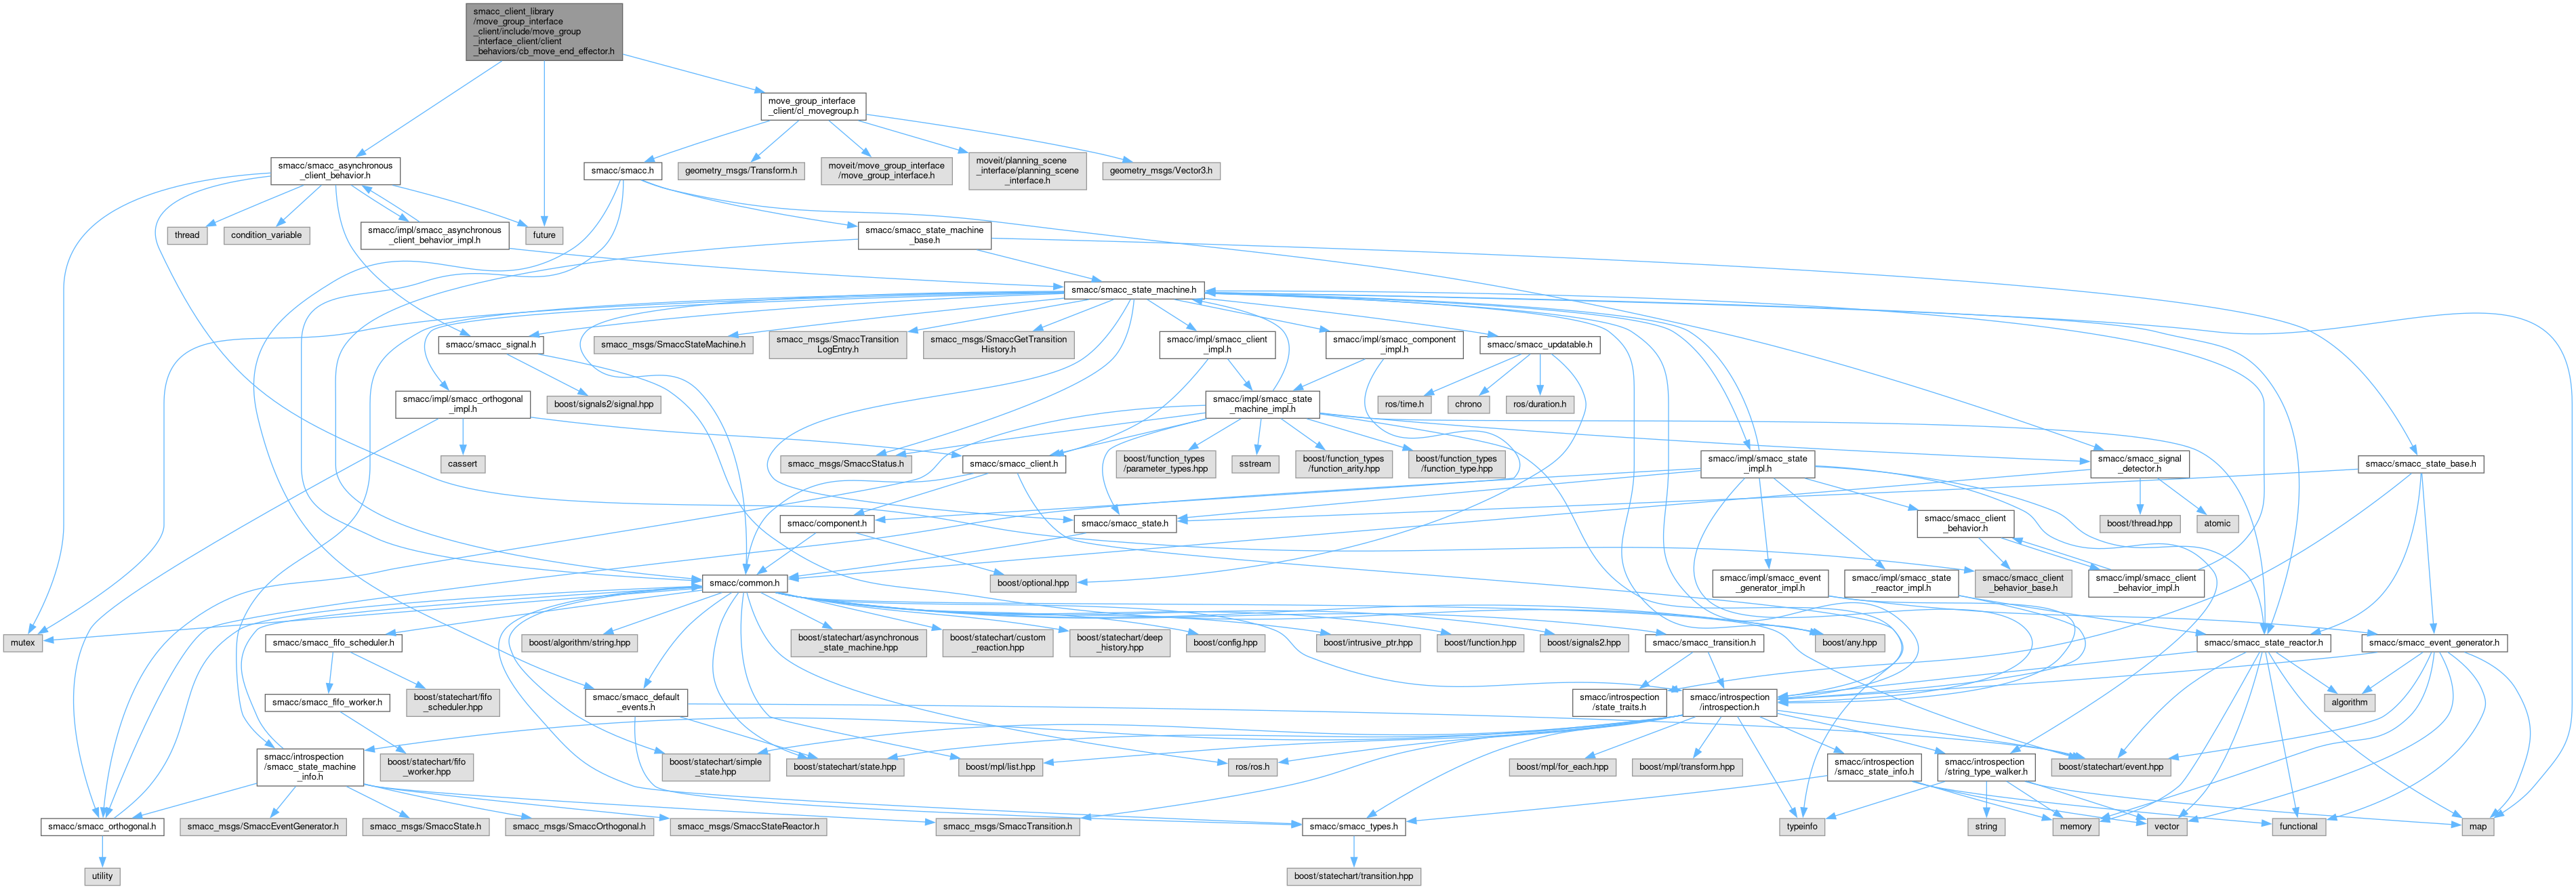 smacc_client_library
/move_group_interface
_client/include/move_group
_interface_client/client
_behaviors/cb_move_end_effector.h
move_group_interface
_client/cl_movegroup.h
smacc/smacc_asynchronous
_client_behavior.h
smacc/smacc.h
geometry_msgs/Transform.h
moveit/move_group_interface
/move_group_interface.h
moveit/planning_scene
_interface/planning_scene
_interface.h
geometry_msgs/Vector3.h
thread
condition_variable
smacc/impl/smacc_asynchronous
_client_behavior_impl.h
future
smacc/smacc_state_machine
_base.h
smacc/smacc_state_machine.h
smacc/smacc_signal.h
smacc_msgs/SmaccStateMachine.h
smacc_msgs/SmaccTransition
LogEntry.h
smacc_msgs/SmaccGetTransition
History.h
smacc/impl/smacc_client
_impl.h
smacc/impl/smacc_component
_impl.h
smacc/smacc_updatable.h
smacc/impl/smacc_orthogonal
_impl.h
boost/signals2/signal.hpp
smacc/impl/smacc_state
_machine_impl.h
ros/time.h
chrono
ros/duration.h
cassert
smacc_msgs/SmaccStatus.h
smacc/smacc_client.h
boost/function_types
/parameter_types.hpp
sstream
boost/function_types
/function_arity.hpp
boost/function_types
/function_type.hpp
smacc/impl/smacc_state
_impl.h
smacc/smacc_signal
_detector.h
smacc/smacc_state_base.h
smacc/component.h
smacc/smacc_state.h
smacc/smacc_client
_behavior.h
boost/thread.hpp
atomic
smacc/common.h
boost/optional.hpp
smacc/impl/smacc_event
_generator_impl.h
smacc/impl/smacc_state
_reactor_impl.h
smacc/smacc_client
_behavior_base.h
smacc/impl/smacc_client
_behavior_impl.h
mutex
smacc/smacc_fifo_scheduler.h
boost/algorithm/string.hpp
boost/statechart/asynchronous
_state_machine.hpp
boost/statechart/custom
_reaction.hpp
boost/statechart/deep
_history.hpp
boost/config.hpp
boost/intrusive_ptr.hpp
boost/function.hpp
boost/signals2.hpp
smacc/smacc_transition.h
boost/any.hpp
smacc/smacc_state_reactor.h
smacc/smacc_event_generator.h
smacc/smacc_fifo_worker.h
boost/statechart/fifo
_scheduler.hpp
smacc/smacc_default
_events.h
smacc/introspection
/state_traits.h
smacc/introspection
/introspection.h
algorithm
smacc/introspection
/smacc_state_machine
_info.h
boost/statechart/fifo
_worker.hpp
boost/statechart/simple
_state.hpp
boost/statechart/state.hpp
boost/mpl/list.hpp
ros/ros.h
boost/mpl/for_each.hpp
boost/mpl/transform.hpp
smacc/introspection
/smacc_state_info.h
smacc/introspection
/string_type_walker.h
boost/statechart/event.hpp
smacc/smacc_orthogonal.h
smacc_msgs/SmaccEventGenerator.h
smacc_msgs/SmaccState.h
smacc_msgs/SmaccOrthogonal.h
smacc_msgs/SmaccStateReactor.h
smacc_msgs/SmaccTransition.h
smacc/smacc_types.h
typeinfo
string
memory
vector
functional
map
utility
boost/statechart/transition.hpp